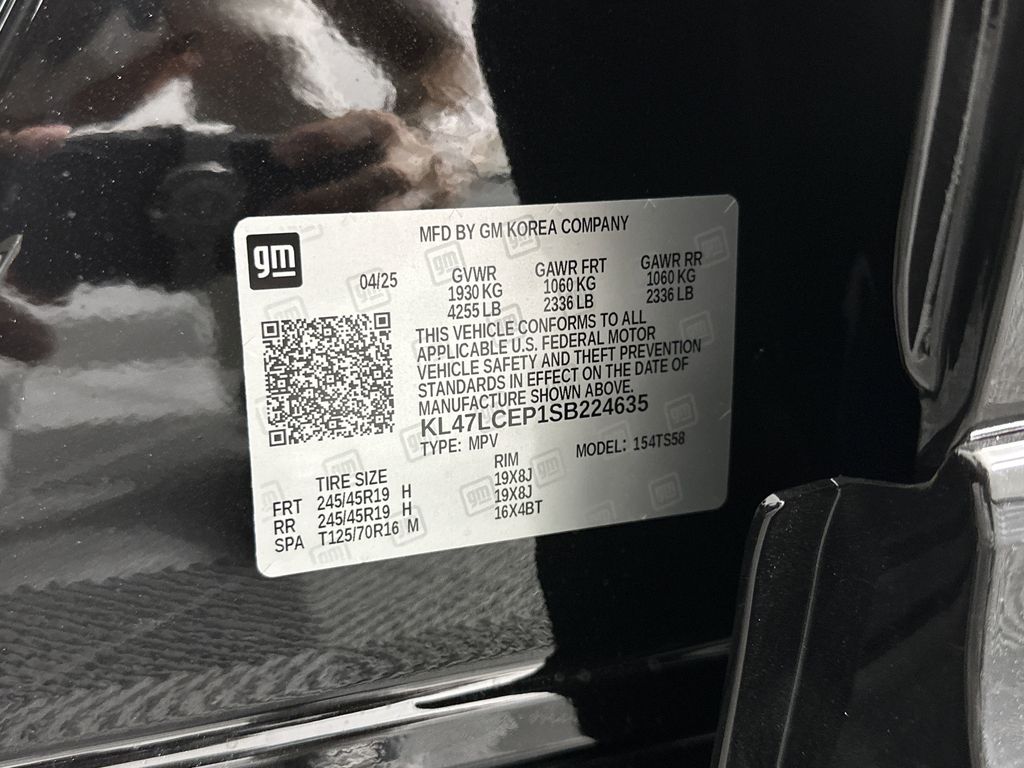 gm
MFD BY GM KOREA COMPANY
04/25
GVWR GAWR FRT GAWR RR
1930 KG 1060 KG 1060 KG
4255 LB 2336 LB 2336 LB
THIS VEHICLE CONFORMS TO ALL
APPLICABLE U.S. FEDERAL MOTOR
VEHICLE SAFETY AND THEFT PREVENTION
STANDARDS IN EFFECT ON THE DATE OF
MANUFACTURE SHOWN ABOVE.
KL47LCEP1SB224635
TYPE: MPV MODEL: 154TS58
TIRE SIZE RIM
FRT 245/45R19 H 19X8J
RR 245/45R19 H 19X8J
SPA T125/70R16 M 16X4BT